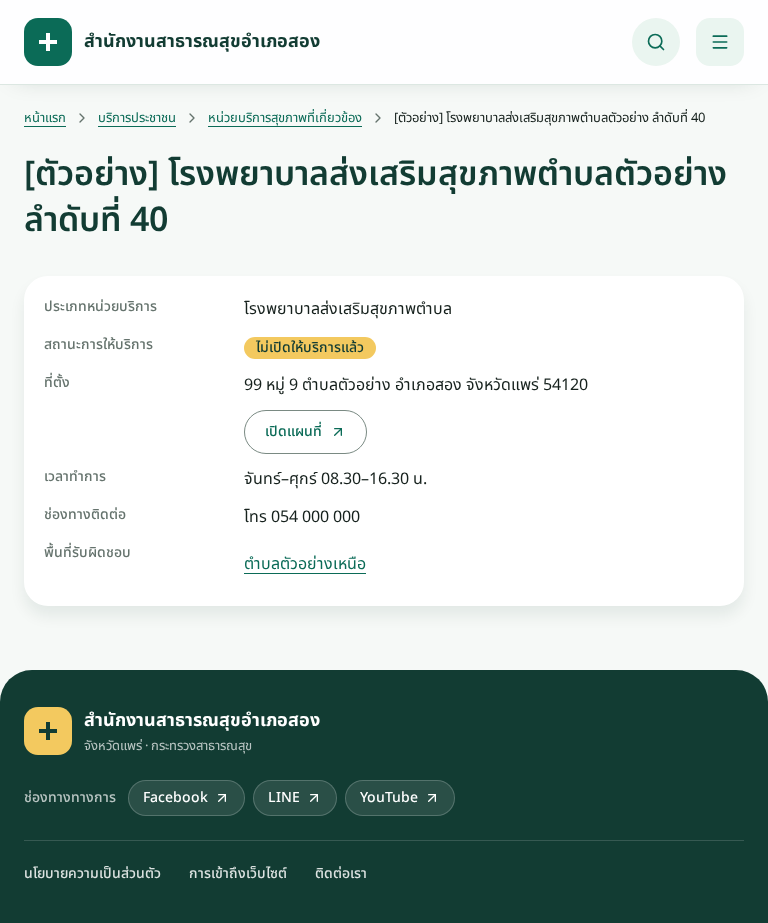 สำนักงานสาธารณสุขอำเภอสอง
หน้าแรก
บริการประชาชน
หน่วยบริการสุขภาพที่เกี่ยวข้อง
[ตัวอย่าง] โรงพยาบาลส่งเสริมสุขภาพตำบลตัวอย่าง ลำดับที่ 40
[ตัวอย่าง] โรงพยาบาลส่งเสริมสุขภาพตำบลตัวอย่าง
ลำดับที่ 40
ประเภทหน่วยบริการ
โรงพยาบาลส่งเสริมสุขภาพตำบล
สถานะการให้บริการ
ไม่เปิดให้บริการแล้ว
ที่ตั้ง
99 หมู่ 9 ตำบลตัวอย่าง อำเภอสอง จังหวัดแพร่ 54120
เปิดแผนที่
เวลาทำการ
จันทร์–ศุกร์ 08.30–16.30 น.
ช่องทางติดต่อ
โทร 054 000 000
พื้นที่รับผิดชอบ
ตำบลตัวอย่างเหนือ
สำนักงานสาธารณสุขอำเภอสอง
จังหวัดแพร่ · กระทรวงสาธารณสุข
ช่องทางทางการ
Facebook
LINE
YouTube
นโยบายความเป็นส่วนตัว
การเข้าถึงเว็บไซต์
ติดต่อเรา